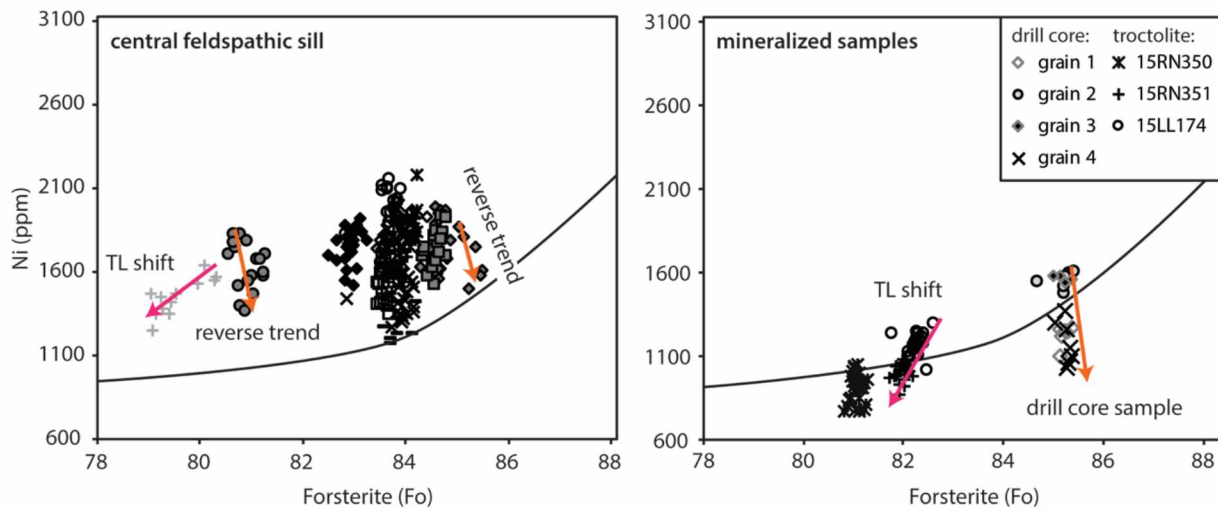 central feldspathic sill
3100
2600
2100
1600
1100
600
Ni (ppm)
TL shift
reverse trend
reverse trend
78
80
82
84
86
88
Forsterite (Fo)
mineralized samples
3100
2600
2100
1600
1100
600
drill core: troctolite:
grain 1 15RN350
grain 2 15RN351
grain 3 15LL174
grain 4
TL shift
drill core sample
78
80
82
84
86
88
Forsterite (Fo)